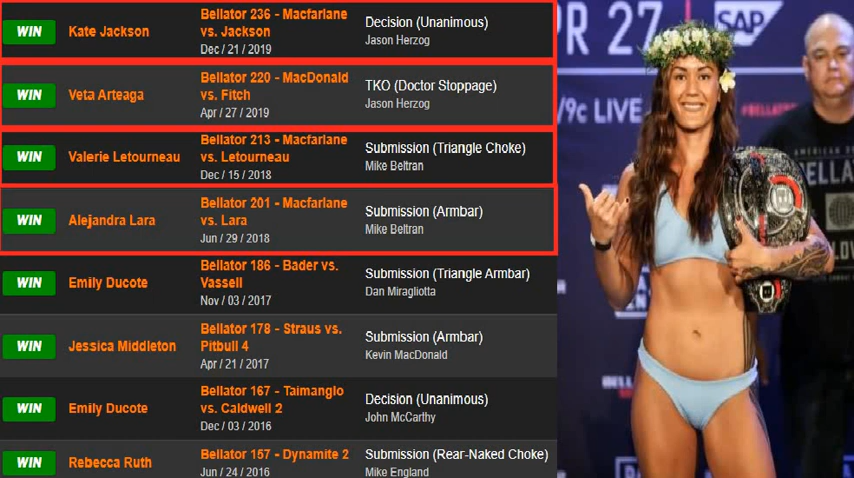 WIN
Kate Jackson
Bellator 236 - Macfarlane
vs. Jackson
Dec / 21 / 2019
Decision (Unanimous)
Jason Herzog
WIN
Veta Arteaga
Bellator 220 - MacDonald
vs. Fitch
Apr / 27 / 2019
TKO (Doctor Stoppage)
Jason Herzog
WIN
Valerie Letourneau
Bellator 213 - Macfarlane
vs. Letourneau
Dec / 15 / 2018
Submission (Triangle Choke)
Mike Beltran
WIN
Alejandra Lara
Bellator 201 - Macfarlane
vs. Lara
Jun / 29 / 2018
Submission (Armbar)
Mike Beltran
WIN
Emily Ducote
Bellator 186 - Bader vs.
Vassell
Nov / 03 / 2017
Submission (Triangle Armbar)
Dan Miragliotta
WIN
Jessica Middleton
Bellator 178 - Straus vs.
Pitbull 4
Apr / 21 / 2017
Submission (Armbar)
Kevin MacDonald
WIN
Emily Ducote
Bellator 167 - Taimanglo
vs. Caldwell 2
Dec / 03 / 2016
Decision (Unanimous)
John McCarthy
WIN
Rebecca Ruth
Bellator 157 - Dynamite 2
Jun / 24 / 2016
Submission (Rear-Naked Choke)
Mike England
PR 27
SAP
/9c LIVE